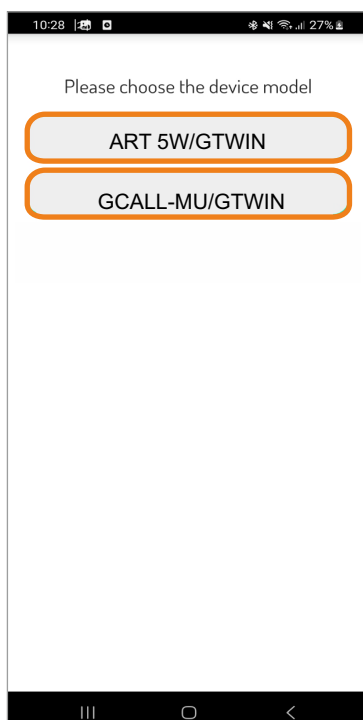 10:28
27%
Please choose the device model
ART 5W/GTWIN
GCALL-MU/GTWIN